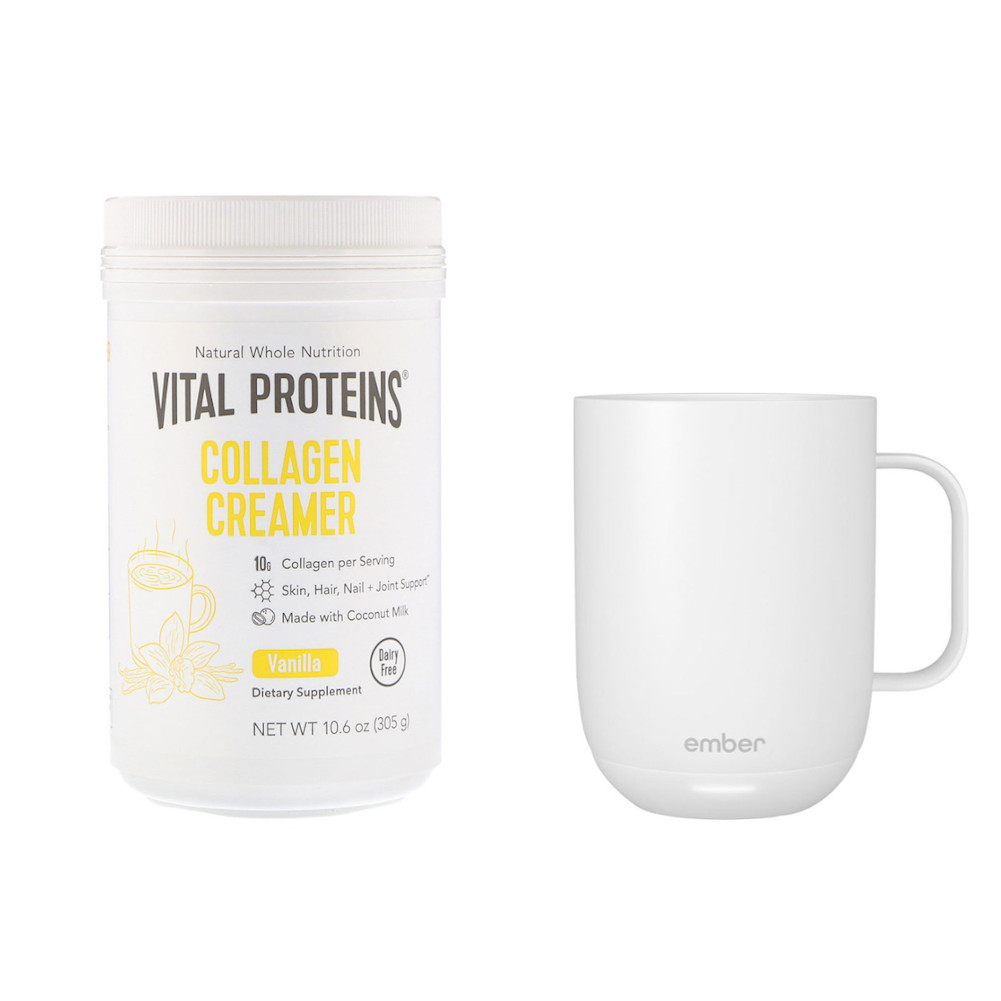 Natural Whole Nutrition
VITAL PROTEINS®
COLLAGEN
CREAMER
10G Collagen per Serving
Skin, Hair, Nail + Joint Support**
Made with Coconut Milk
Vanilla
Dairy
Free
Dietary Supplement
NET WT 10.6 oz (305 g)
ember